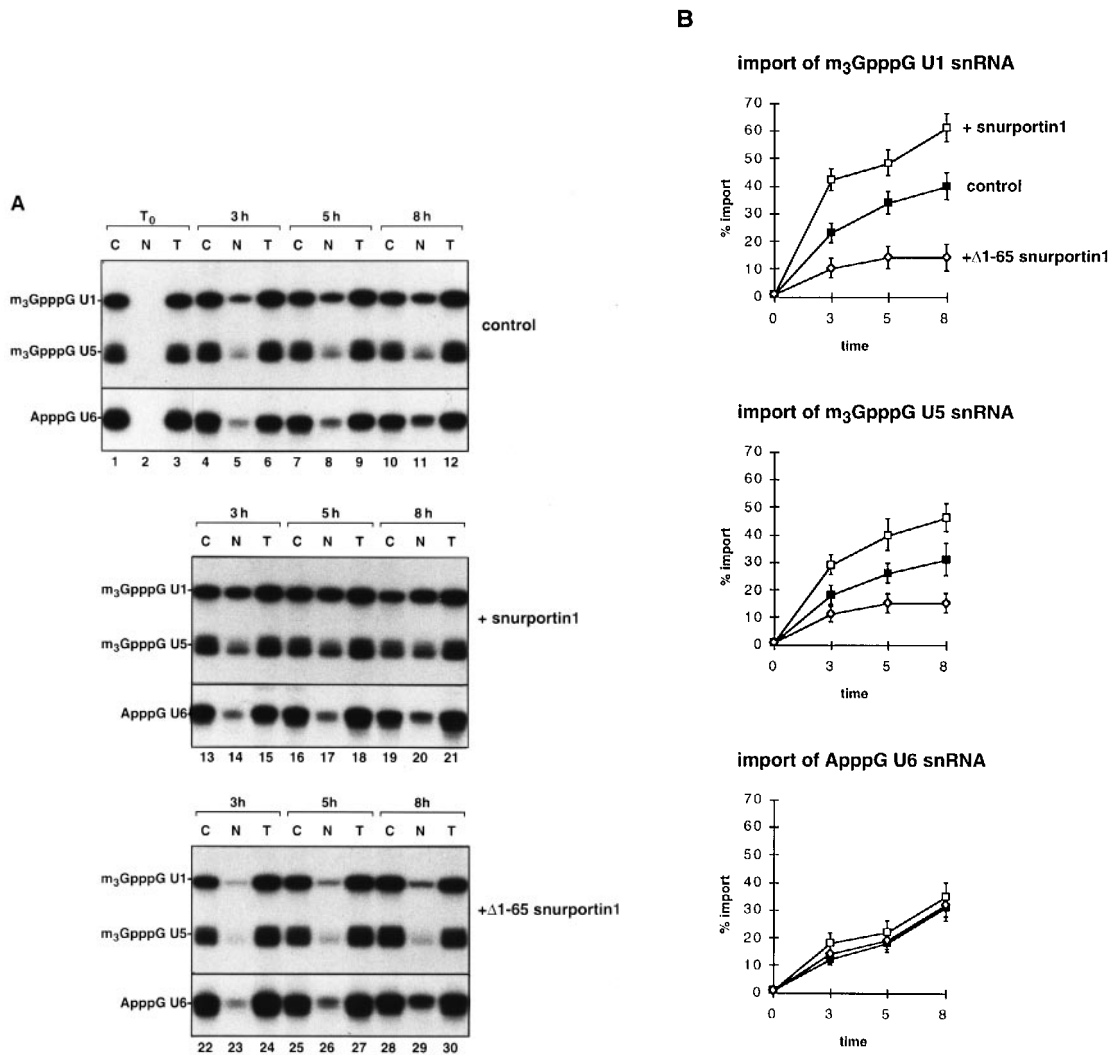 A
T₀ 3 h 5 h 8 h
C N T C N T C N T C N T
m₃GpppG U1
m₃GpppG U5
ApppG U6
control
1 2 3 4 5 6 7 8 9 10 11 12
3h 5h 8h
C N T C N T C N T
m₃GpppG U1
m₃GpppG U5
ApppG U6
+ snurportin1
13 14 15 16 17 18 19 20 21
3h 5h 8h
C N T C N T C N T
m₃GpppG U1
m₃GpppG U5
ApppG U6
+Δ1-65 snurportin1
22 23 24 25 26 27 28 29 30
B
import of m₃GpppG U1 snRNA
70
60
50
40
30
20
10
0
% import
+ snurportin1
control
+Δ1-65 snurportin1
0 3 5 8
time
import of m₃GpppG U5 snRNA
70
60
50
40
30
20
10
0
% import
0 3 5 8
time
import of ApppG U6 snRNA
70
60
50
40
30
20
10
0
% import
0 3 5 8
time